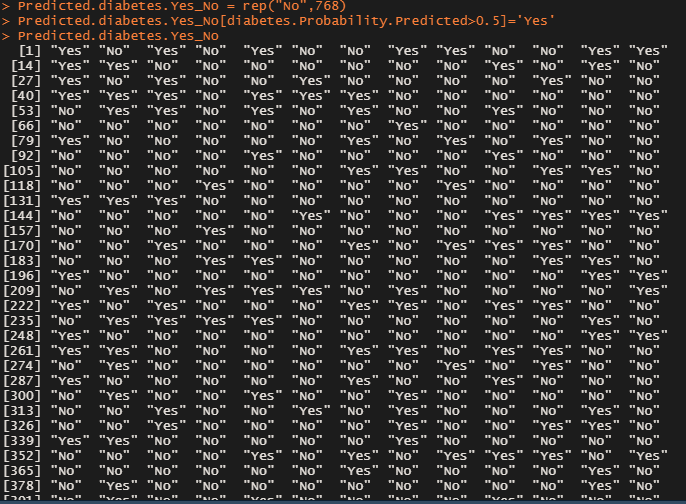 > Predicted.diabetes.Yes_No = rep("No",768)
> Predicted.diabetes.Yes_No[diabetes.Probability.Predicted>0.5]='Yes'
> Predicted.diabetes.Yes_No
[1] "Yes" "No" "Yes" "No" "Yes" "No" "No" "Yes" "Yes" "No" "No" "Yes" "Yes"
[14] "Yes" "Yes" "No" "No" "No" "No" "No" "No" "Yes" "No" "No" "Yes" "No"
[27] "Yes" "No" "Yes" "No" "No" "Yes" "No" "No" "No" "No" "Yes" "No" "No" "No"
[40] "Yes" "Yes" "Yes" "No" "Yes" "Yes" "Yes" "No" "No" "No" "No" "No" "No"
[53] "No" "Yes" "Yes" "No" "Yes" "No" "Yes" "No" "No" "Yes" "No" "No" "No"
[66] "No" "No" "No" "No" "No" "No" "No" "Yes" "No" "No" "No" "No" "No"
[79] "Yes" "No" "No" "No" "No" "No" "Yes" "No" "Yes" "No" "Yes" "No" "No"
[92] "No" "No" "No" "No" "Yes" "No" "No" "No" "No" "Yes" "No" "No" "No"
[105] "No" "No" "No" "No" "No" "No" "Yes" "Yes" "No" "No" "Yes" "Yes" "No"
[118] "No" "No" "No" "Yes" "No" "No" "No" "No" "Yes" "No" "No" "No" "No"
[131] "Yes" "Yes" "Yes" "No" "No" "No" "No" "No" "No" "No" "No" "No" "No"
[144] "No" "No" "No" "No" "No" "Yes" "No" "No" "No" "Yes" "Yes" "Yes" "Yes"
[157] "No" "No" "No" "Yes" "No" "No" "No" "No" "No" "No" "No" "No" "No"
[170] "No" "No" "Yes" "No" "No" "No" "Yes" "No" "Yes" "Yes" "Yes" "No" "No"
[183] "No" "No" "No" "Yes" "Yes" "No" "No" "No" "No" "No" "No" "Yes" "No"
[196] "Yes" "No" "No" "No" "No" "No" "No" "No" "No" "No" "No" "Yes" "Yes"
[209] "No" "Yes" "No" "Yes" "Yes" "Yes" "No" "Yes" "No" "No" "No" "No" "Yes"
[222] "Yes" "No" "Yes" "No" "No" "No" "Yes" "Yes" "No" "Yes" "No" "No" "No"
[235] "No" "Yes" "Yes" "Yes" "Yes" "No" "No" "No" "No" "No" "No" "Yes" "No"
[248] "Yes" "No" "No" "No" "No" "No" "No" "No" "No" "No" "No" "Yes" "Yes"
[261] "Yes" "Yes" "No" "No" "No" "No" "Yes" "Yes" "No" "Yes" "Yes" "No" "No"
[274] "No" "No" "No" "No" "No" "No" "No" "No" "Yes" "No" "Yes" "No" "No"
[287] "Yes" "No" "No" "No" "No" "No" "Yes" "No" "No" "No" "Yes" "No" "No"
[300] "No" "Yes" "No" "No" "Yes" "No" "No" "Yes" "No" "No" "No" "No" "No"
[313] "No" "No" "Yes" "No" "No" "Yes" "No" "Yes" "No" "No" "No" "Yes" "No"
[326] "No" "No" "Yes" "No" "No" "No" "No" "Yes" "No" "No" "No" "Yes" "Yes"
[339] "Yes" "Yes" "No" "No" "No" "No" "No" "Yes" "No" "No" "No" "No" "No"
[352] "No" "No" "No" "No" "Yes" "No" "Yes" "No" "Yes" "Yes" "Yes" "No" "Yes"
[365] "No" "No" "No" "No" "No" "No" "Yes" "No" "No" "No" "No" "Yes" "No"
[378] "No" "Yes" "No" "No" "No" "No" "No" "No" "No" "No" "No" "Yes" "No"